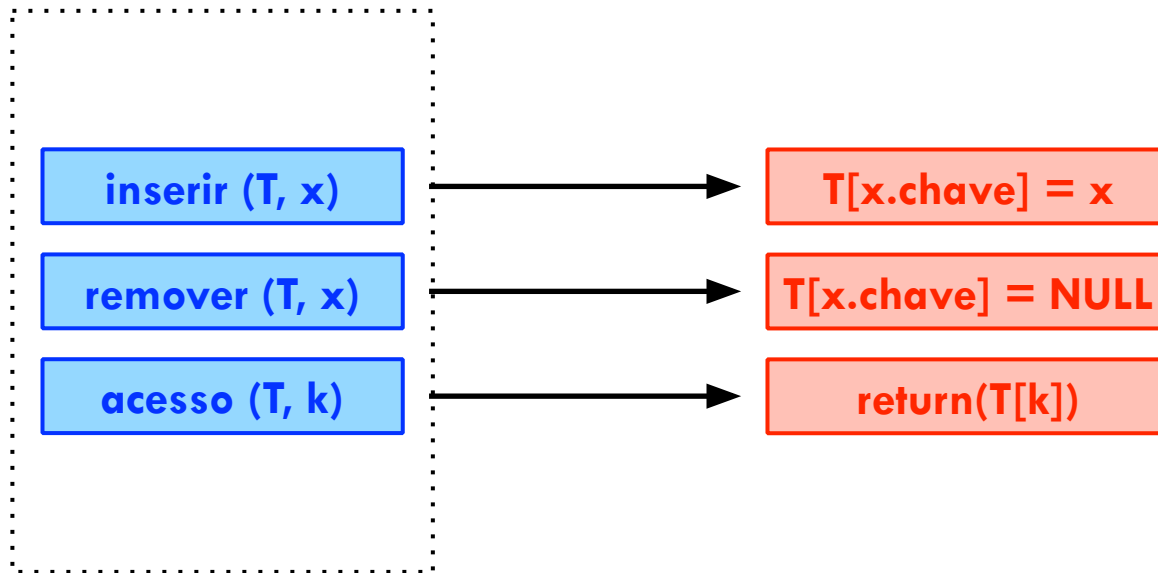 inserir (T, x)
T[x.chave] = x
remover (T, x)
T[x.chave] = NULL
acesso (T, k)
return(T[k])